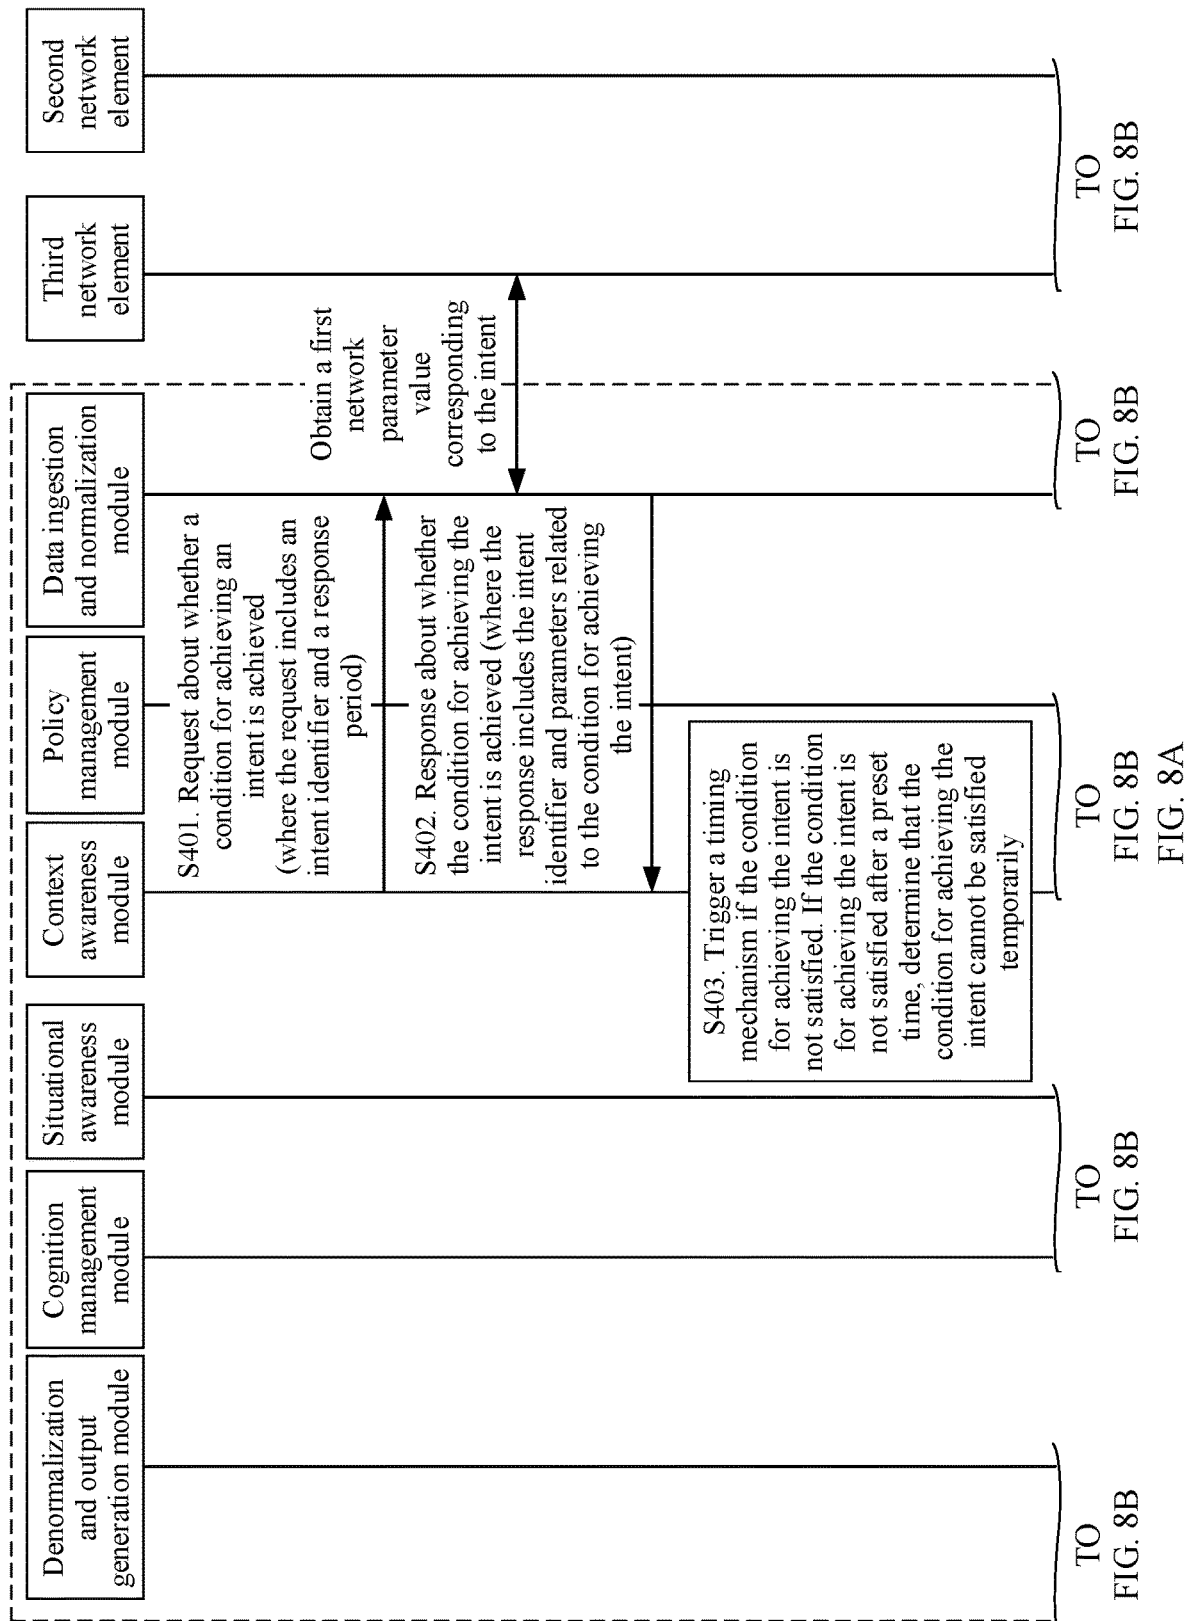 Denormalization
and output
generation module
Cognition
management
module
Situational
awareness
module
Context
awareness
module
Policy
management
module
Data ingestion
and normalization
module
Third
network
element
Second
network
element
S401. Request about whether a
condition for achieving an
intent is achieved
(where the request includes an
intent identifier and a response
period)
Obtain a first
network
parameter
value
corresponding
to the intent
S402. Response about whether
the condition for achieving the
intent is achieved (where the
response includes the intent
identifier and parameters related
to the condition for achieving
the intent)
S403. Trigger a timing
mechanism if the condition
for achieving the intent is
not satisfied. If the condition
for achieving the intent is
not satisfied after a preset
time, determine that the
condition for achieving the
intent cannot be satisfied
temporarily
TO
FIG. 8B
TO
FIG. 8B
TO
FIG. 8B
TO
FIG. 8B
TO
FIG. 8B
FIG. 8A